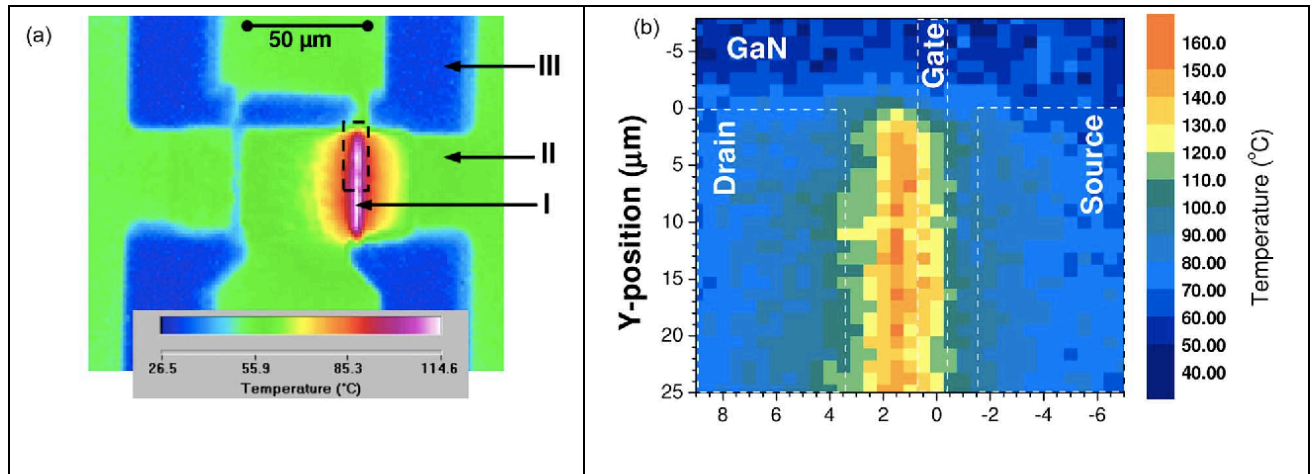 (a)
50 µm
III
II
I
26.5 55.9 85.3 114.6
Temperature (°C)
(b)
GaN
Gate
Drain
Source
Y-position (µm)
-5
0
5
10
15
20
25
8 6 4 2 0 -2 -4 -6
160.0
150.0
140.0
130.0
120.0
110.0
100.0
90.00
80.00
70.00
60.00
50.00
40.00
Temperature (°C)